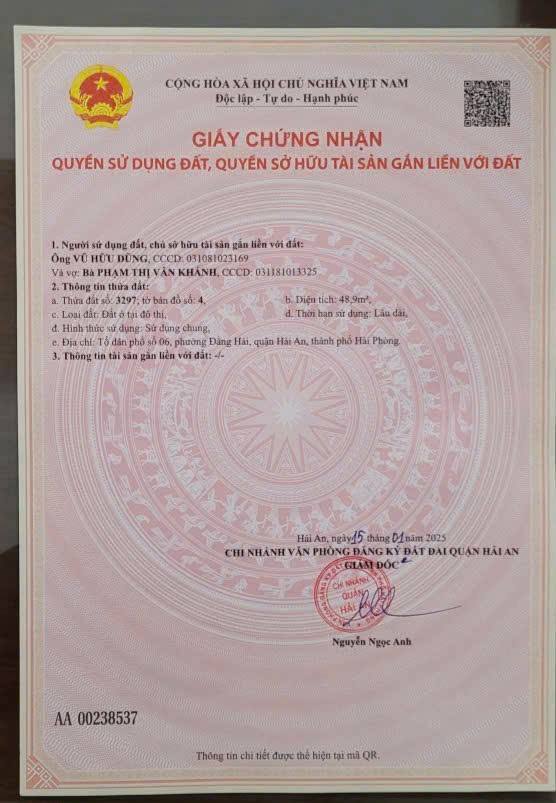 CỘNG HÒA XÃ HỘI CHỦ NGHĨA VIỆT NAM
Độc lập - Tự do - Hạnh phúc
GIẤY CHỨNG NHẬN
QUYỀN SỬ DỤNG ĐẤT, QUYỀN SỞ HỮU TÀI SẢN GẮN LIỀN VỚI ĐẤT
1. Người sử dụng đất, chủ sở hữu tài sản gắn liền với đất:
Ông VŨ HỮU DŨNG, CCCD: 031081023169
Và vợ: Bà PHẠM THỊ VÂN KHÁNH, CCCD: 031181013325
2. Thông tin thửa đất:
a. Thửa đất số: 3297; tờ bản đồ số: 4, b. Diện tích: 48,9m²,
c. Loại đất: Đất ở tại đô thị, d. Thời hạn sử dụng: Lâu dài,
đ. Hình thức sử dụng: Sử dụng chung,
e. Địa chỉ: Tổ dân phố số 06, phường Đằng Hải, quận Hải An, thành phố Hải Phòng.
3. Thông tin tài sản gắn liền với đất: -/-
Hải An, ngày 15 tháng 01 năm 2025
CHI NHÁNH VĂN PHÒNG ĐĂNG KÝ ĐẤT ĐAI QUẬN HẢI AN
GIÁM ĐỐC
CHI NHÁNH
QUẬN
HẢI AN
Nguyễn Ngọc Anh
AA 00238537
Thông tin chi tiết được thể hiện tại mã QR.